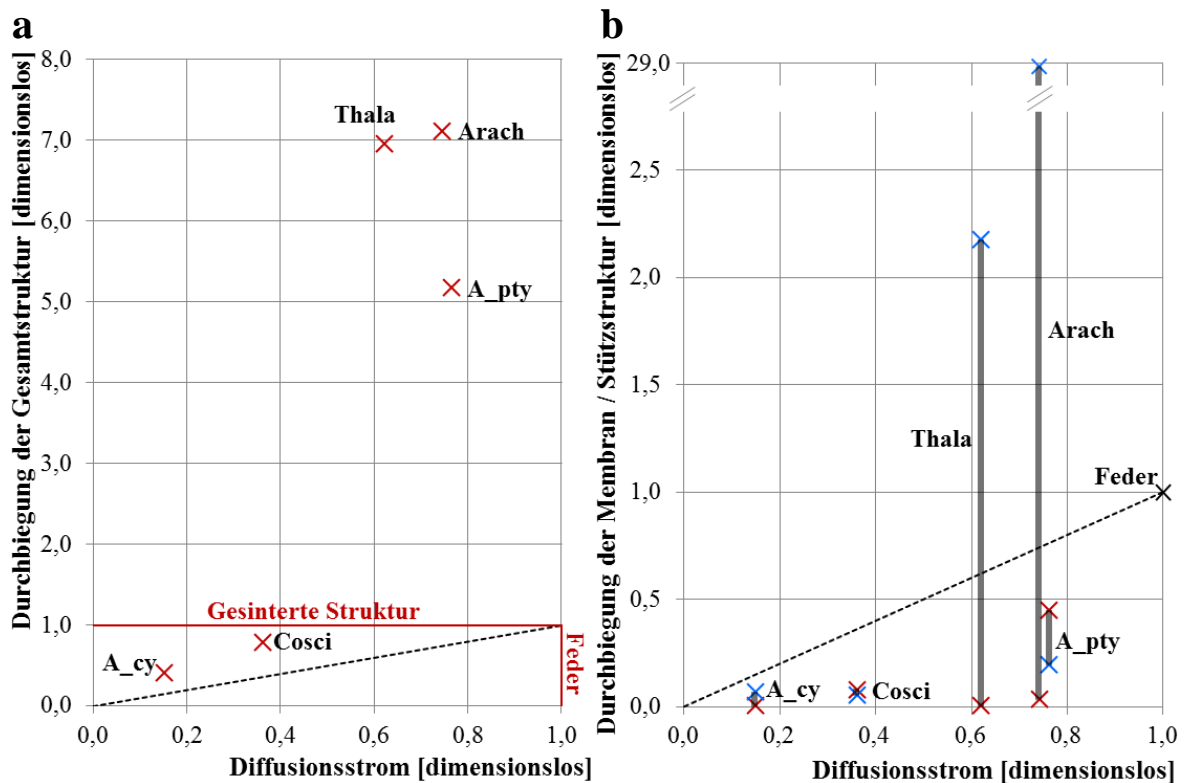 a
Durchbiegung der Gesamtstruktur [dimensionslos]
8,0
7,0
6,0
5,0
4,0
3,0
2,0
1,0
0,0
Thala
Arach
A_pty
Gesinterte Struktur
Cosci
A_cy
Feder
0,0 0,2 0,4 0,6 0,8 1,0
Diffusionsstrom [dimensionslos]
b
Durchbiegung der Membran / Stützstruktur [dimensionslos]
29,0
2,5
2,0
1,5
1,0
0,5
0,0
Arach
Thala
Feder
A_pty
A_cy
Cosci
0,0 0,2 0,4 0,6 0,8 1,0
Diffusionsstrom [dimensionslos]